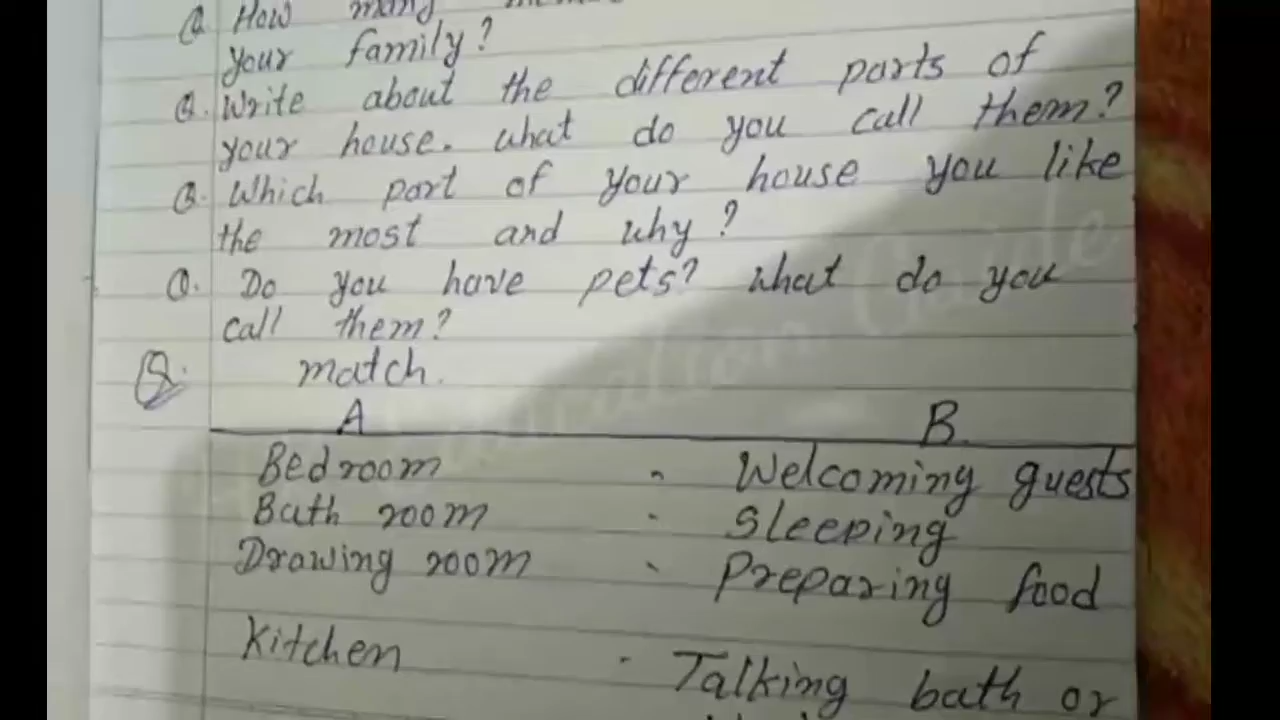 Q. How many
your family?
Q. Write about the different parts of
your house. What do you call them?
Q. Which part of your house you like
the most and why?
Q. Do you have pets? What do you
call them?
Q. match.
A B.
Bedroom - Welcoming guests
Bath room - Sleeping
Drawing room - Preparing food
Kitchen - Talking bath or